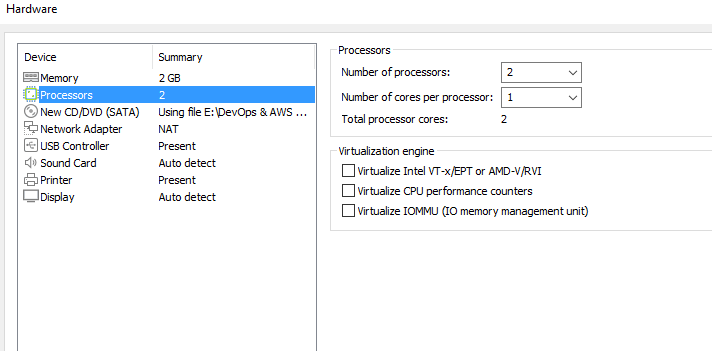 Hardware
Device Summary
Memory 2 GB
Processors 2
New CD/DVD (SATA) Using file E:\DevOps & AWS ...
Network Adapter NAT
USB Controller Present
Sound Card Auto detect
Printer Present
Display Auto detect
Processors
Number of processors: 2
Number of cores per processor: 1
Total processor cores: 2
Virtualization engine
Virtualize Intel VT-x/EPT or AMD-V/RVI
Virtualize CPU performance counters
Virtualize IOMMU (IO memory management unit)